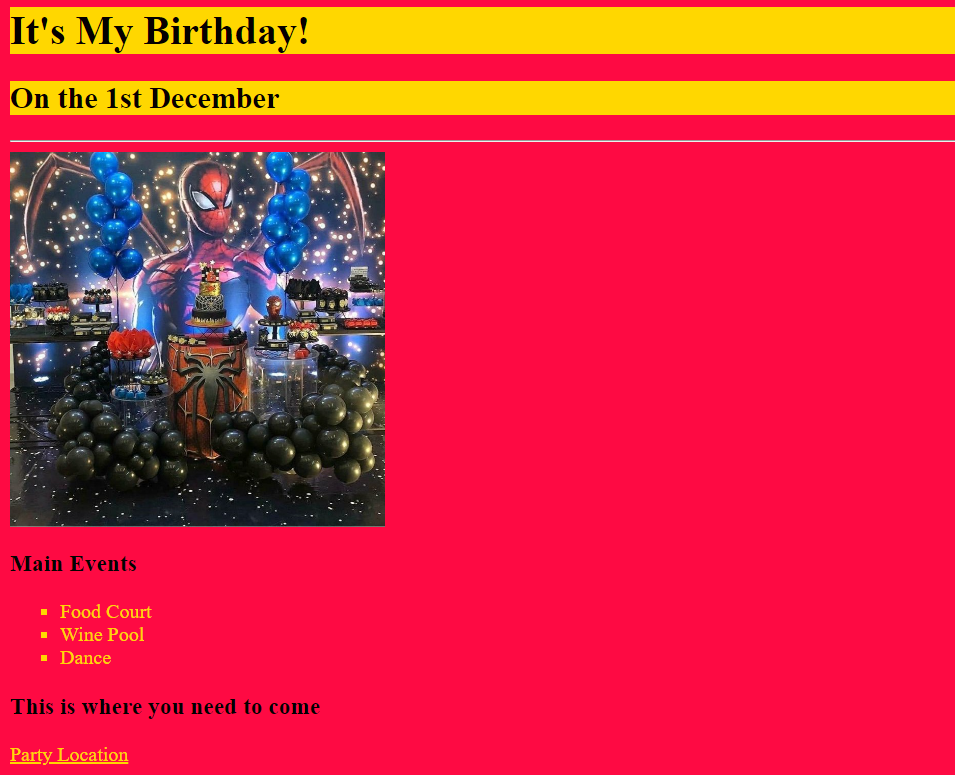 It's My Birthday!
On the 1st December
Main Events
Food Court
Wine Pool
Dance
This is where you need to come
Party Location